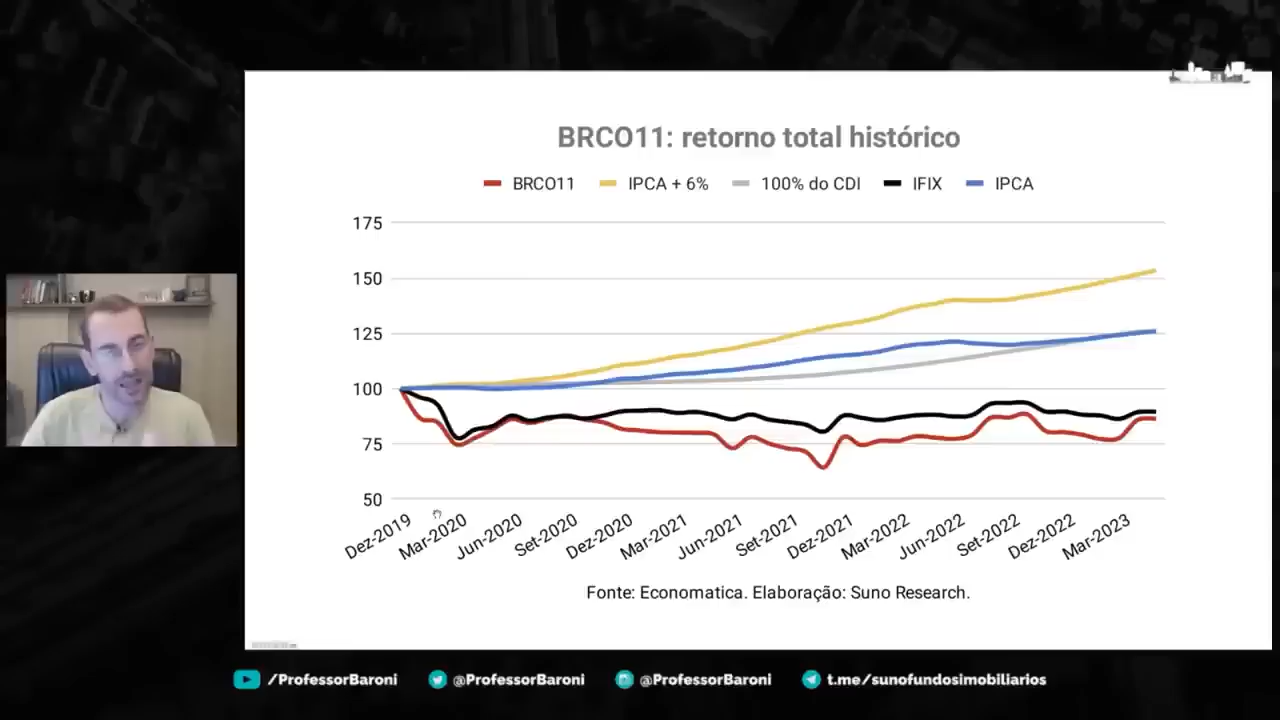 BRCO11: retorno total histórico
BRCO11 IPCA + 6% 100% do CDI IFIX IPCA
175
150
125
100
75
50
Dez-2019 Mar-2020 Jun-2020 Set-2020 Dez-2020 Mar-2021 Jun-2021 Set-2021 Dez-2021 Mar-2022 Jun-2022 Set-2022 Dez-2022 Mar-2023
Fonte: Economatica. Elaboração: Suno Research.
/ProfessorBaroni @ProfessorBaroni @ProfessorBaroni t.me/sunofundosimobiliarios